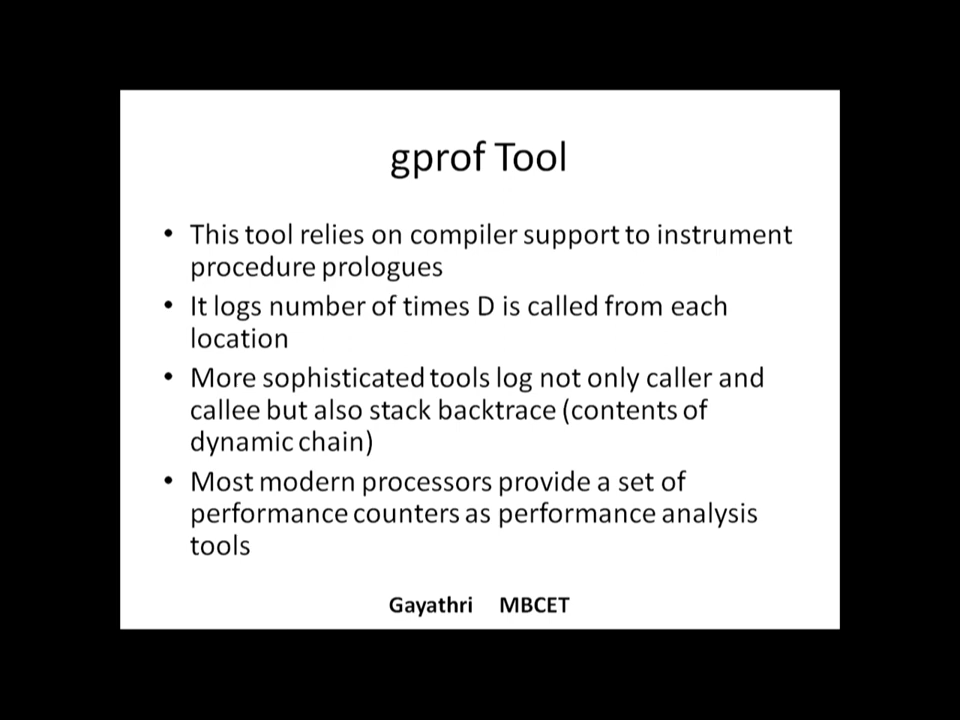 gprof Tool
• This tool relies on compiler support to instrument
procedure prologues
• It logs number of times D is called from each
location
• More sophisticated tools log not only caller and
callee but also stack backtrace (contents of
dynamic chain)
• Most modern processors provide a set of
performance counters as performance analysis
tools
Gayathri MBCET